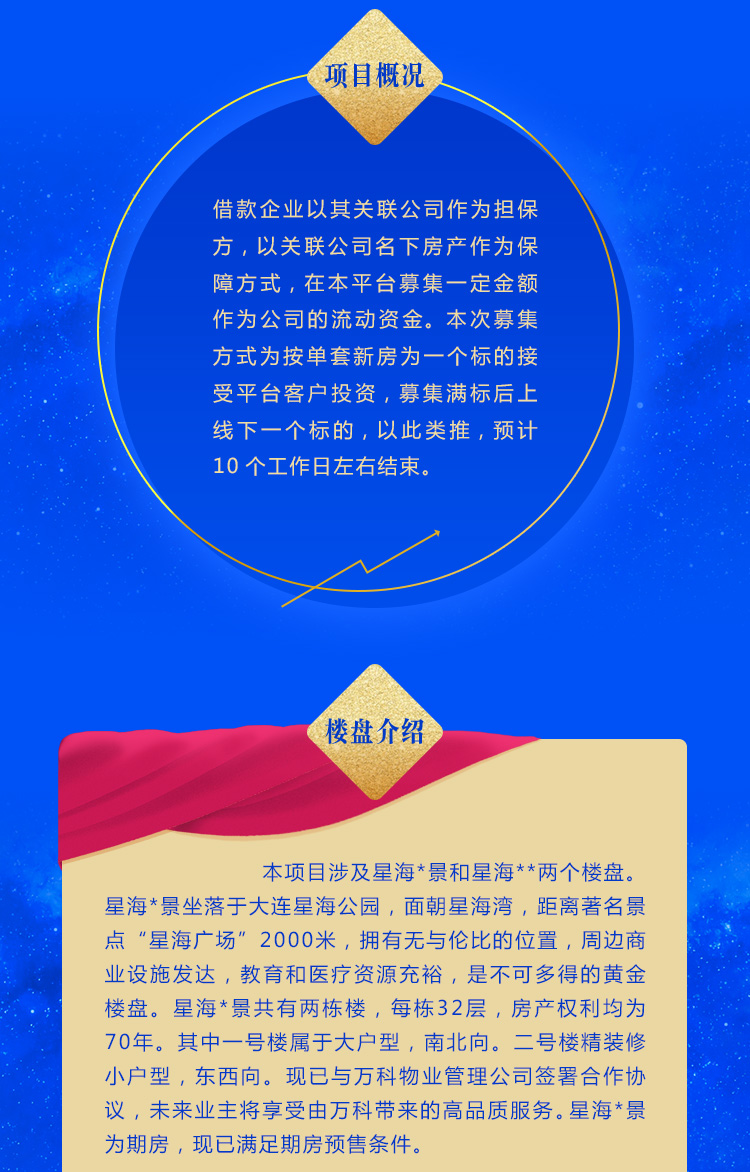 项目概况
借款企业以其关联公司作为担保
方，以关联公司名下房产作为保
障方式，在本平台募集一定金额
作为公司的流动资金。本次募集
方式为按单套新房为一个标的接
受平台客户投资，募集满标后上
线下一个标的，以此类推，预计
10 个工作日左右结束。
楼盘介绍
本项目涉及星海*景和星海**两个楼盘。
星海*景坐落于大连星海公园，面朝星海湾，距离著名景
点“星海广场”2000米，拥有无与伦比的位置，周边商
业设施发达，教育和医疗资源充裕，是不可多得的黄金
楼盘。星海*景共有两栋楼，每栋32层，房产权利均为
70年。其中一号楼属于大户型，南北向。二号楼精装修
小户型，东西向。现已与万科物业管理公司签署合作协
议，未来业主将享受由万科带来的高品质服务。星海*景
为期房，现已满足期房预售条件。